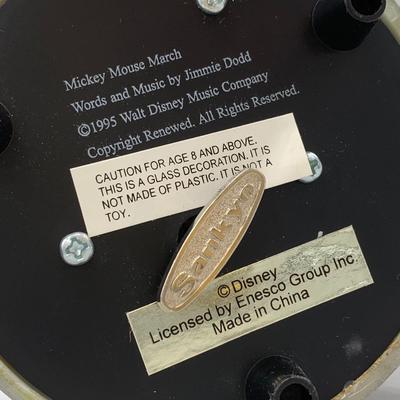 Mickey Mouse March
Words and Music by Jimmie Dodd
©1995 Walt Disney Music Company
Copyright Renewed. All Rights Reserved.
CAUTION FOR AGE 8 AND ABOVE.
THIS IS A GLASS DECORATION. IT IS
NOT MADE OF PLASTIC. IT IS NOT A
TOY.
Sankyo
© Disney
Licensed by Enesco Group Inc.
Made in China